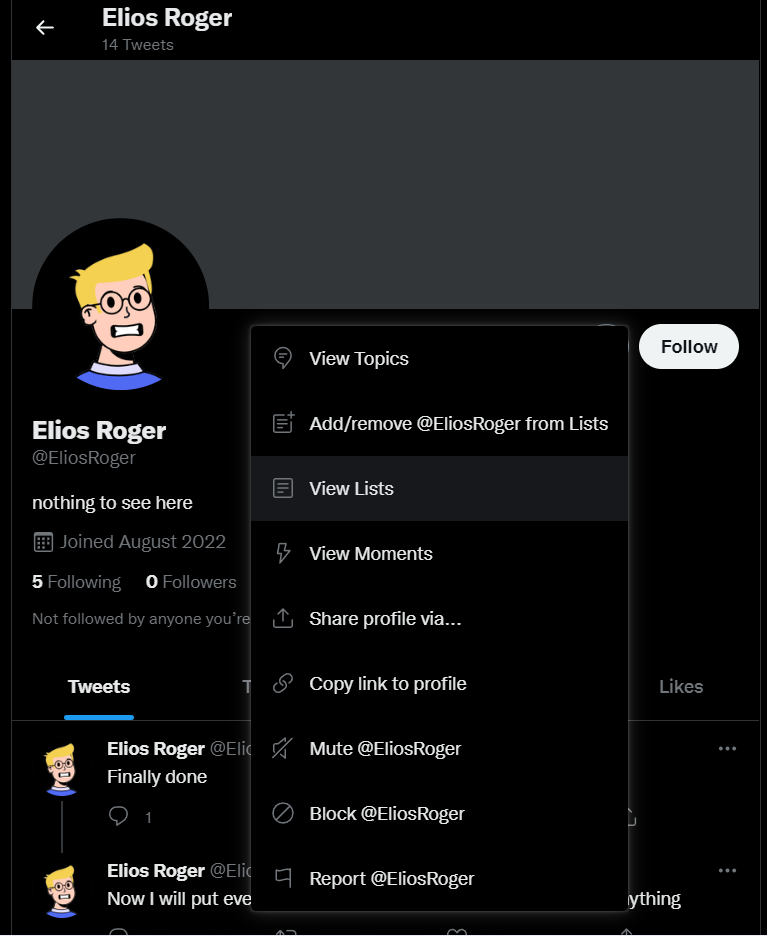 Elios Roger
14 Tweets
Follow
Elios Roger
@EliosRoger
nothing to see here
Joined August 2022
5 Following 0 Followers
Not followed by anyone you're
View Topics
Add/remove @EliosRoger from Lists
View Lists
View Moments
Share profile via...
Copy link to profile
Mute @EliosRoger
Block @EliosRoger
Report @EliosRoger
Tweets T Likes
Elios Roger @Elio
Finally done
1
Elios Roger @Elio
Now I will put eve ything